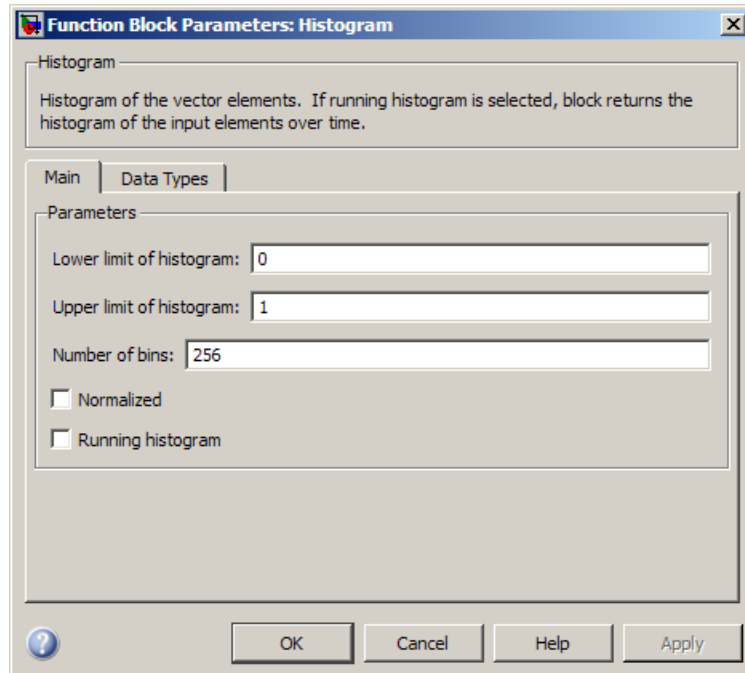 Function Block Parameters: Histogram
Histogram
Histogram of the vector elements. If running histogram is selected, block returns the
histogram of the input elements over time.
Main Data Types
Parameters
Lower limit of histogram: 0
Upper limit of histogram: 1
Number of bins: 256
Normalized
Running histogram
? OK Cancel Help Apply